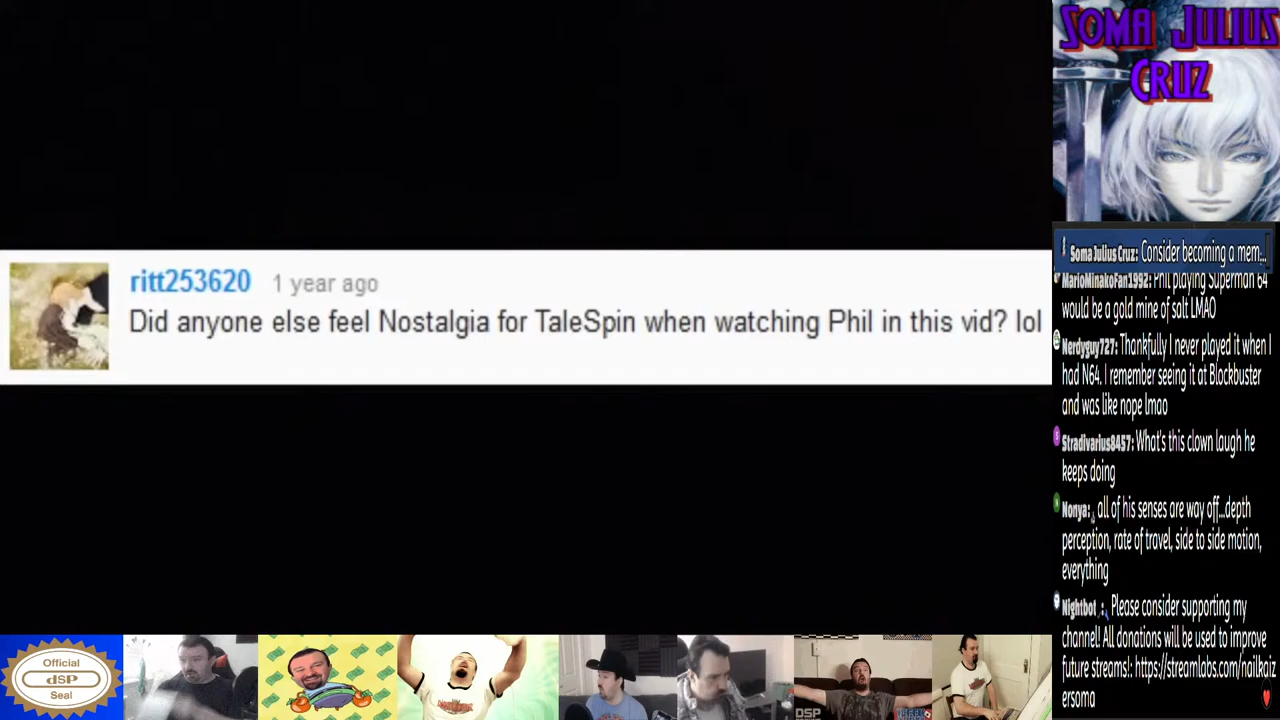 SOMA JULIUS
CRUZ
ritt253620 1 year ago
Did anyone else feel Nostalgia for TaleSpin when watching Phil in this vid? lol
Soma Julius Cruz: Consider becoming a mem...
MarioMinakoFan1992: Phil playing Superman 64
would be a gold mine of salt LMAO
Nerdyguy727: Thankfully I never played it when I
had N64. I remember seeing it at Blockbuster
and was like nope lmao
Stradivarius8457: What's this clown laugh he
keeps doing
Nonya: all of his senses are way off...depth
perception, rate of travel, side to side motion,
everything
Nightbot: Please consider supporting my
channel! All donations will be used to improve
future streams!: https://streamlabs.com/nailkaiz
ersoma
Official
dSP
Seal
DSP